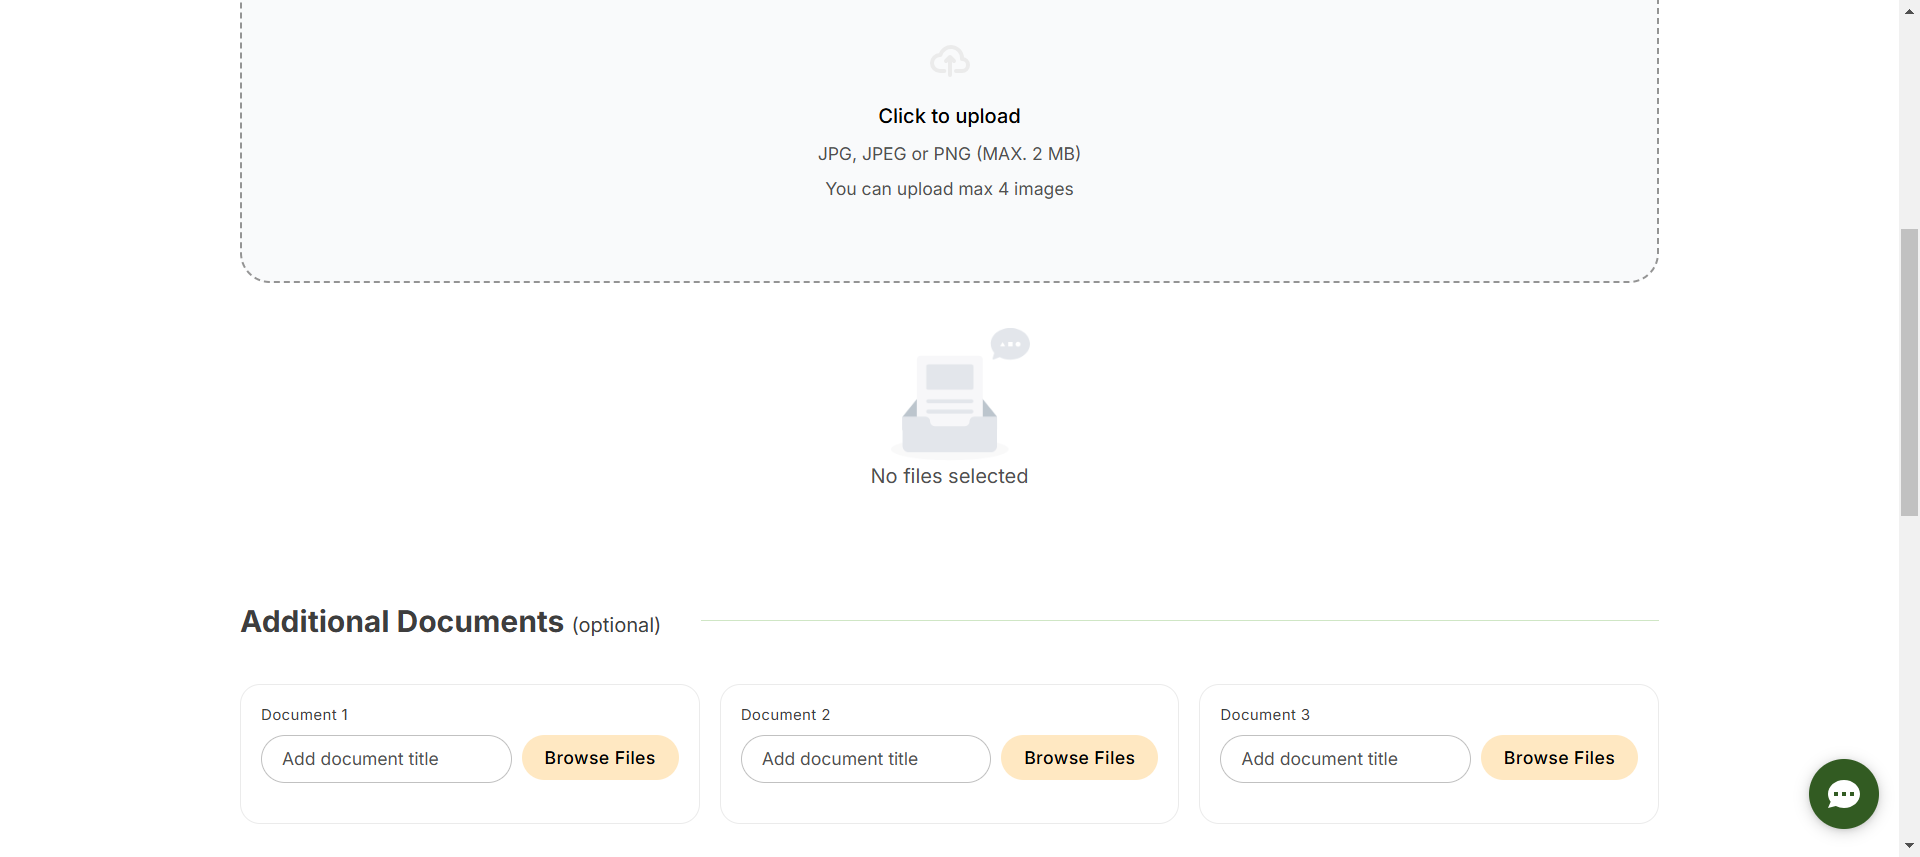 Click to upload
JPG, JPEG or PNG (MAX. 2 MB)
You can upload max 4 images
No files selected
Additional Documents (optional)
Document 1
Add document title
Browse Files
Document 2
Add document title
Browse Files
Document 3
Add document title
Browse Files